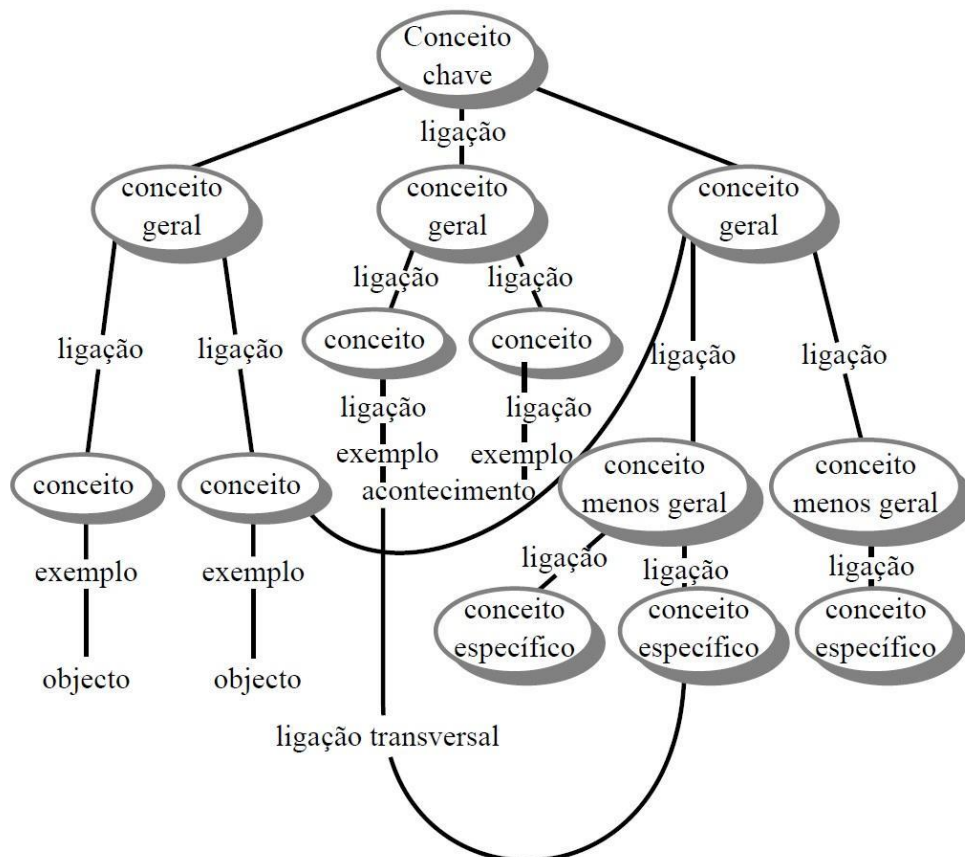 Conceito
chave
ligação
conceito
geral
conceito
geral
conceito
geral
ligação
ligação
conceito
conceito
ligação
ligação
ligação
ligação
ligação
ligação
exemplo
exemplo
conceito
conceito
acontecimento
conceito
menos geral
conceito
menos geral
exemplo
exemplo
ligação
ligação
ligação
conceito
específico
conceito
específico
conceito
específico
objecto
objecto
ligação transversal